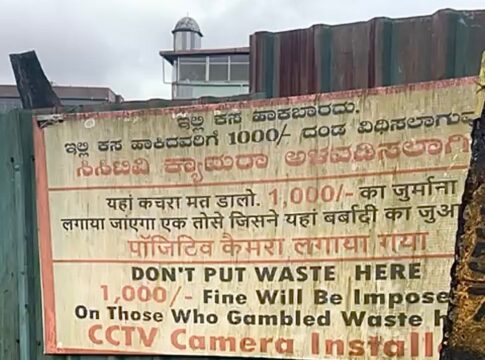 ಇಲ್ಲಿ ಕಸ ಹಾಕಬಾರದು.
ಇಲ್ಲಿ ಕಸ ಹಾಕಿದವರಿಗೆ 1000/- ದಂಡ ವಿಧಿಸಲಾಗುವ
ಸಿಸಿಟಿವಿ ಕ್ಯಾಮರಾ ಅಳವಡಿಸಲಾಗಿ
यहां कचरा मत डालो. 1,000/- का जुर्माना
लगाया जाएगा एक तोसे जिसने यहां बर्बादी का जुआ
पॉजिटिव कैमरा लगाया गया
DON'T PUT WASTE HERE
1,000/- Fine Will Be Impose
On Those Who Gambled Waste h
CCTV Camera Install